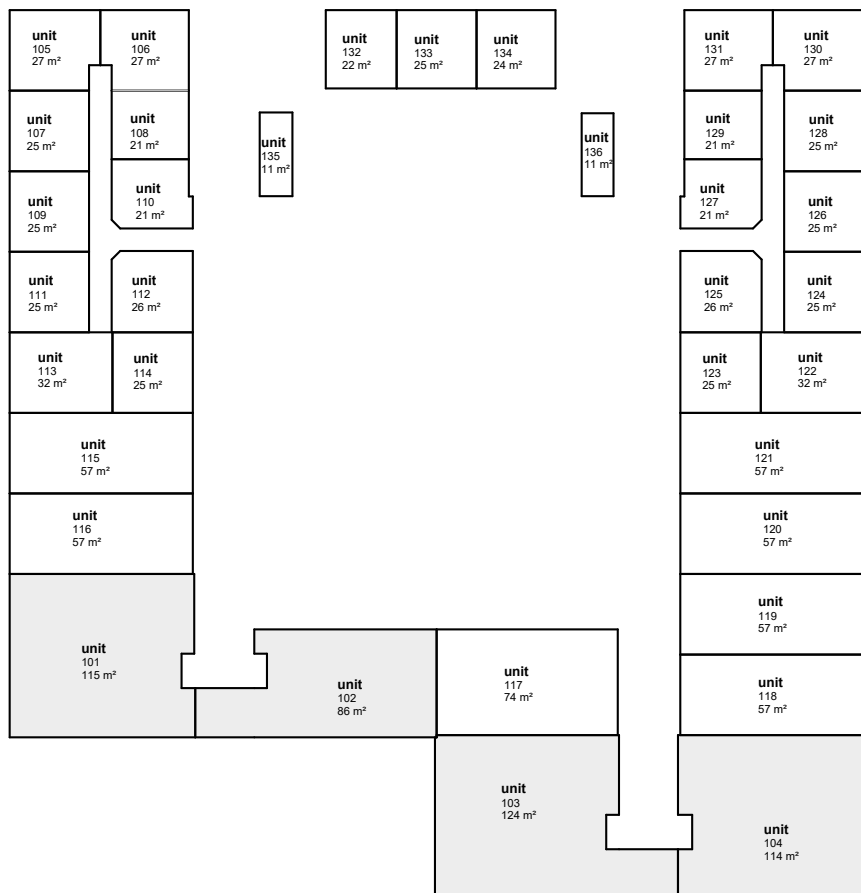 unit
105
27 m²
unit
106
27 m²
unit
132
22 m²
unit
133
25 m²
unit
134
24 m²
unit
131
27 m²
unit
130
27 m²
unit
107
25 m²
unit
108
21 m²
unit
135
11 m²
unit
136
11 m²
unit
129
21 m²
unit
128
25 m²
unit
109
25 m²
unit
110
21 m²
unit
127
21 m²
unit
126
25 m²
unit
111
25 m²
unit
112
26 m²
unit
125
26 m²
unit
124
25 m²
unit
113
32 m²
unit
114
25 m²
unit
123
25 m²
unit
122
32 m²
unit
115
57 m²
unit
121
57 m²
unit
116
57 m²
unit
120
57 m²
unit
119
57 m²
unit
101
115 m²
unit
102
86 m²
unit
117
74 m²
unit
118
57 m²
unit
103
124 m²
unit
104
114 m²